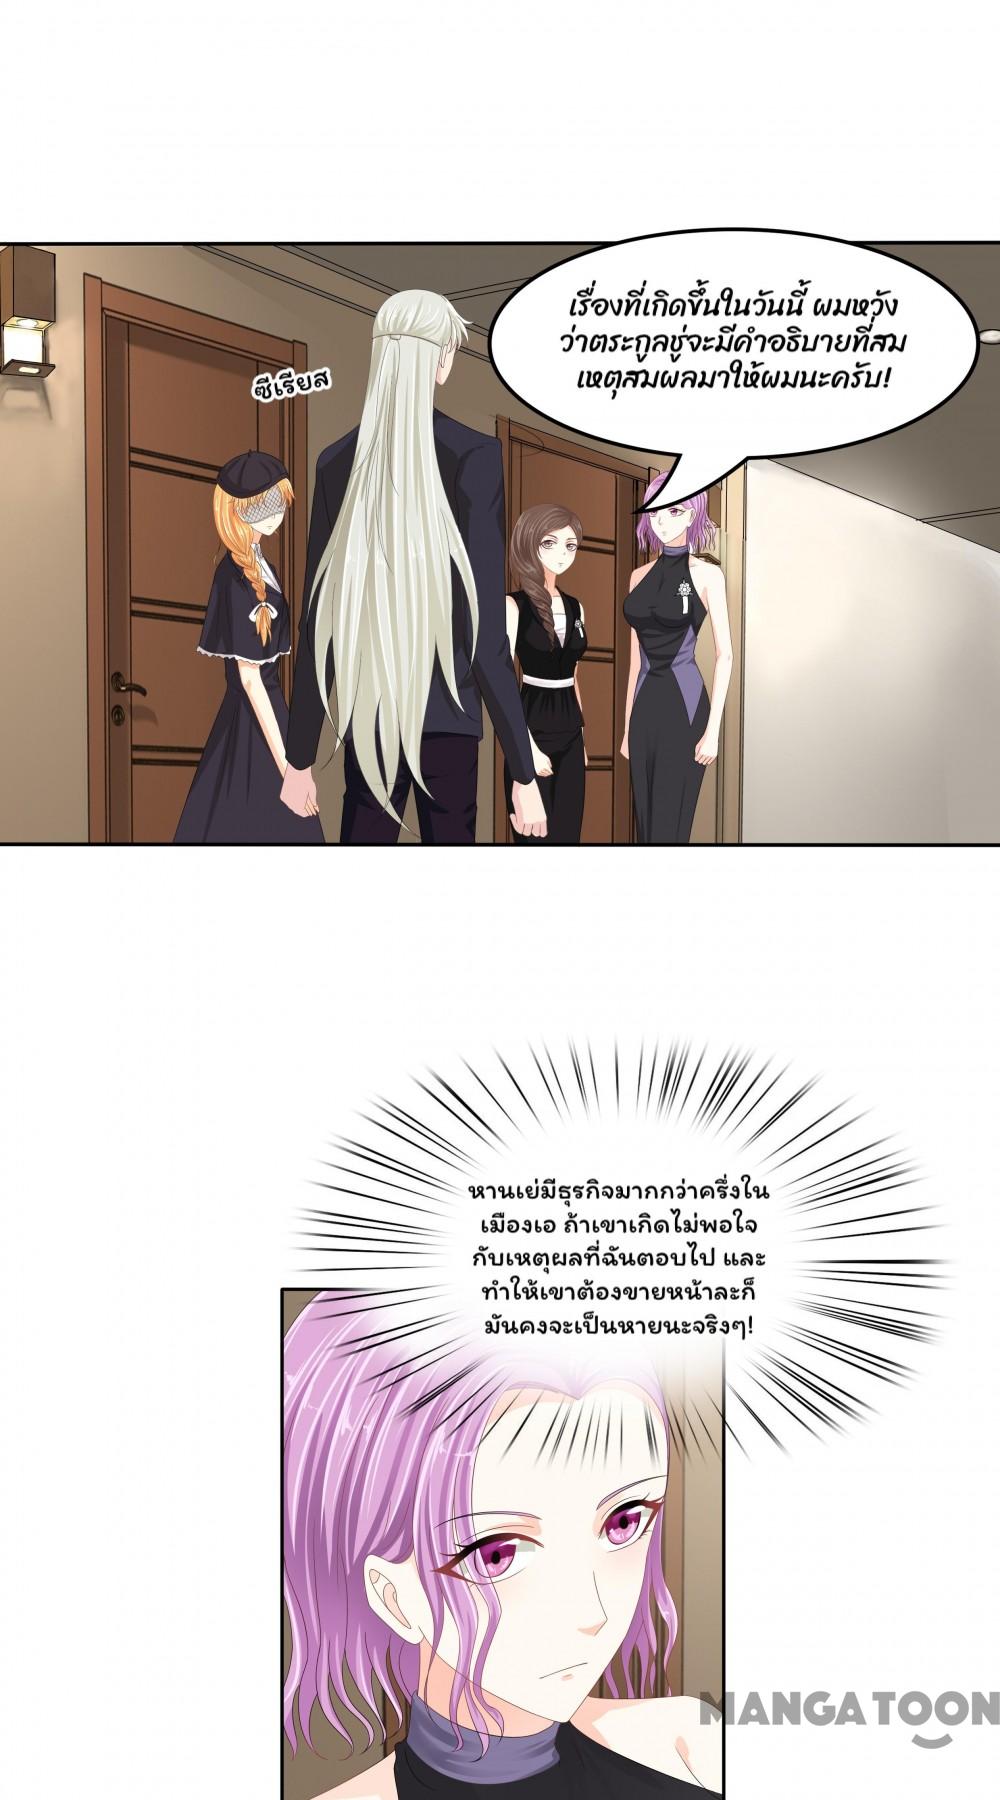 เรื่องที่เกิดขึ้นในวันนี้ ผมหวัง
ว่าตระกูลชู่จะมีคำอธิบายที่สม
เหตุสมผลมาให้ผมนะครับ!
ซีเรียส
หานเย่มีธุรกิจมากกว่าครึ่งใน
เมืองเอ ถ้าเขาเกิดไม่พอใจ
กับเหตุผลที่ฉันตอบไป และ
ทำให้เขาต้องขายหน้าละก็
มันคงจะเป็นหายนะจริงๆ!
MANGATOON